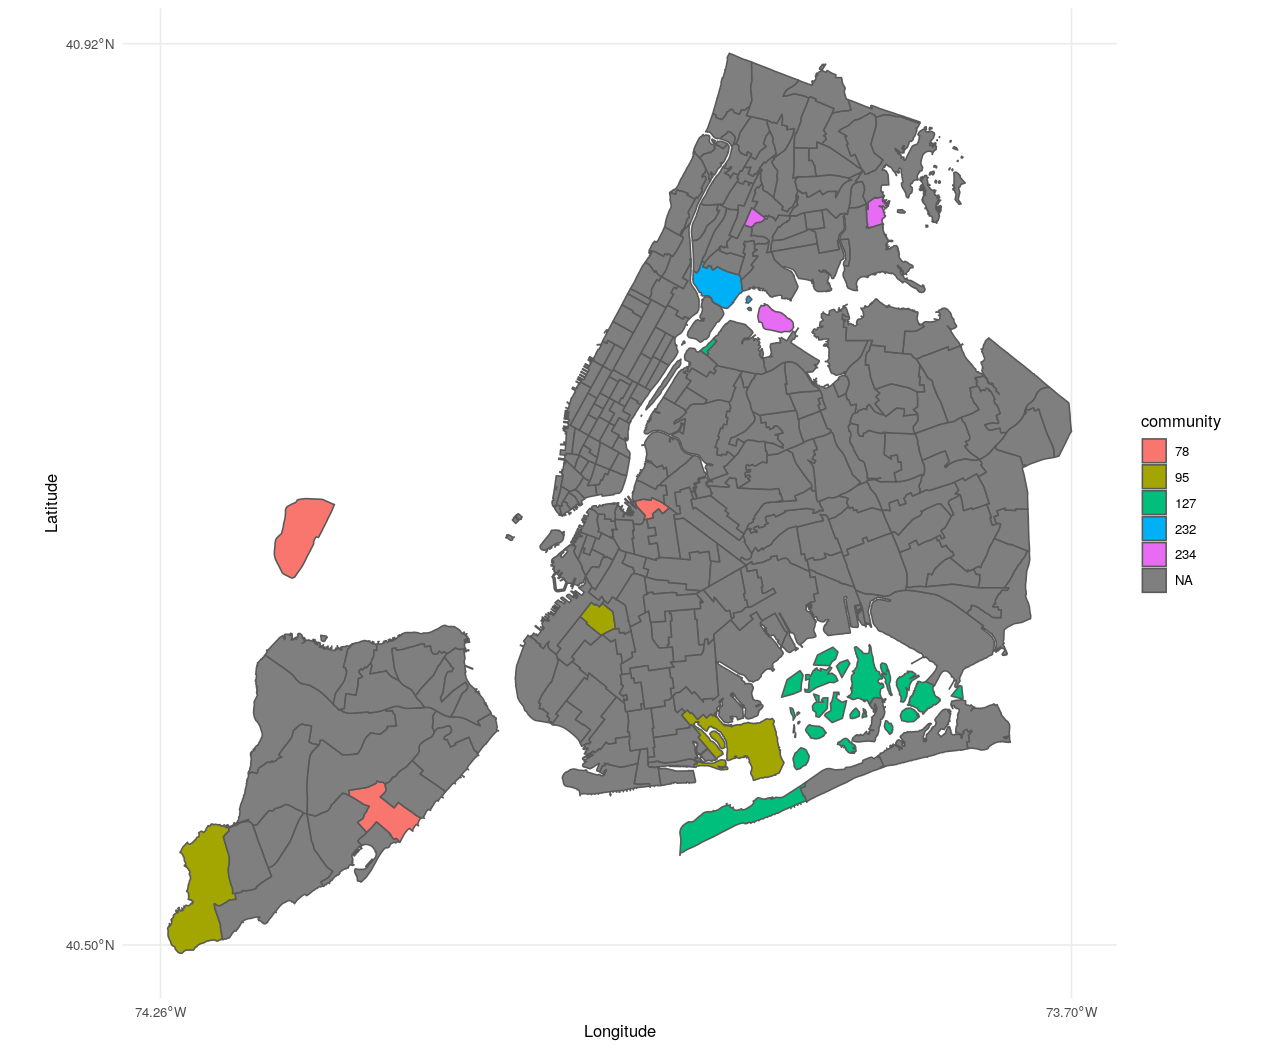 40.92°N
40.50°N
74.26°W
73.70°W
Longitude
Latitude
community
78
95
127
232
234
NA